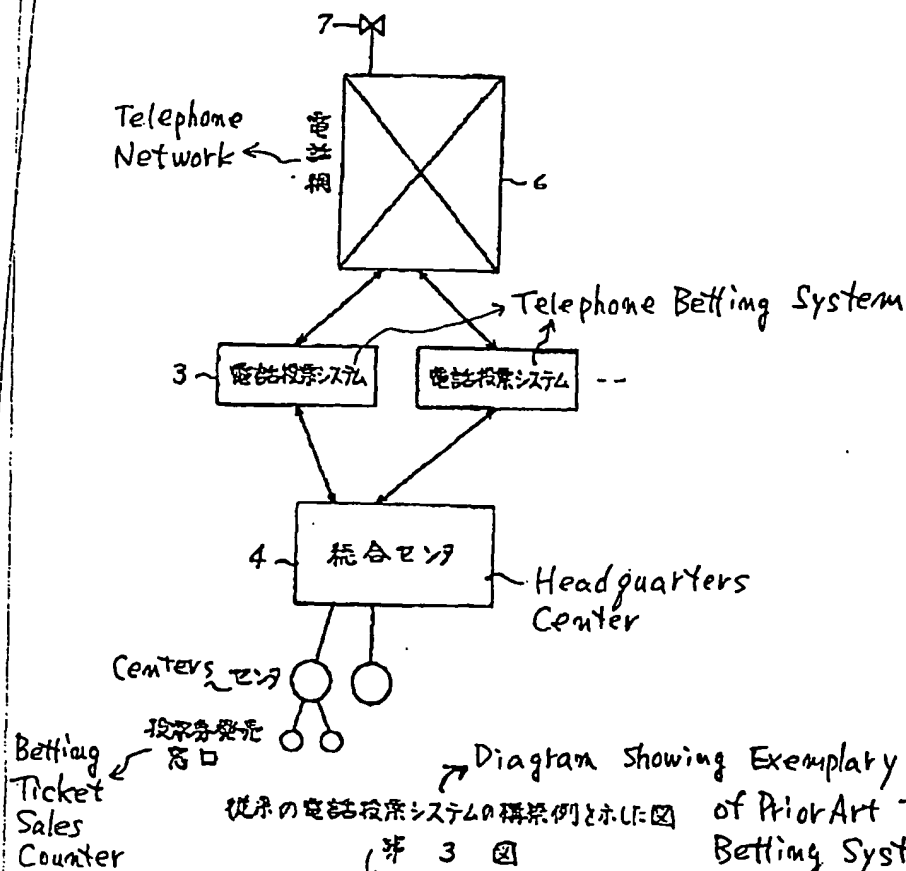 7
Telephone
Network
電話網
6
Telephone Betting System
3
電話投票システム
電話投票システム
--
4
総合センタ
Headquarters
Center
Centers
センタ
投票券発売
窓口
Betting
Ticket
Sales
Counter
Diagram Showing Exemplary
従来の電話投票システムの構築例を示した図
of Prior Art
Betting Syst
第 3 図